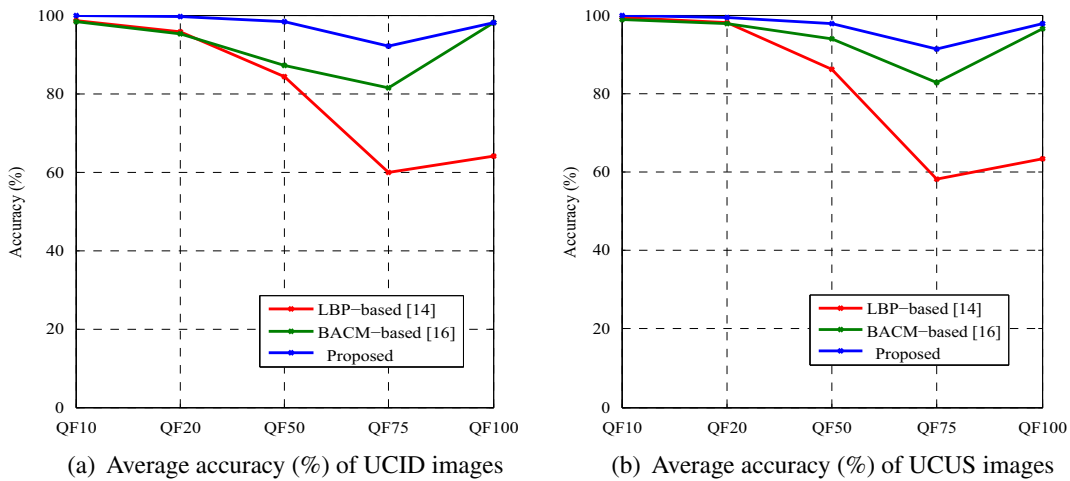 100
80
60
40
20
0
Accuracy (%)
QF10 QF20 QF50 QF75 QF100
LBP−based [14]
BACM−based [16]
Proposed
(a) Average accuracy (%) of UCID images
100
80
60
40
20
0
Accuracy (%)
QF10 QF20 QF50 QF75 QF100
LBP−based [14]
BACM−based [16]
Proposed
(b) Average accuracy (%) of UCUS images